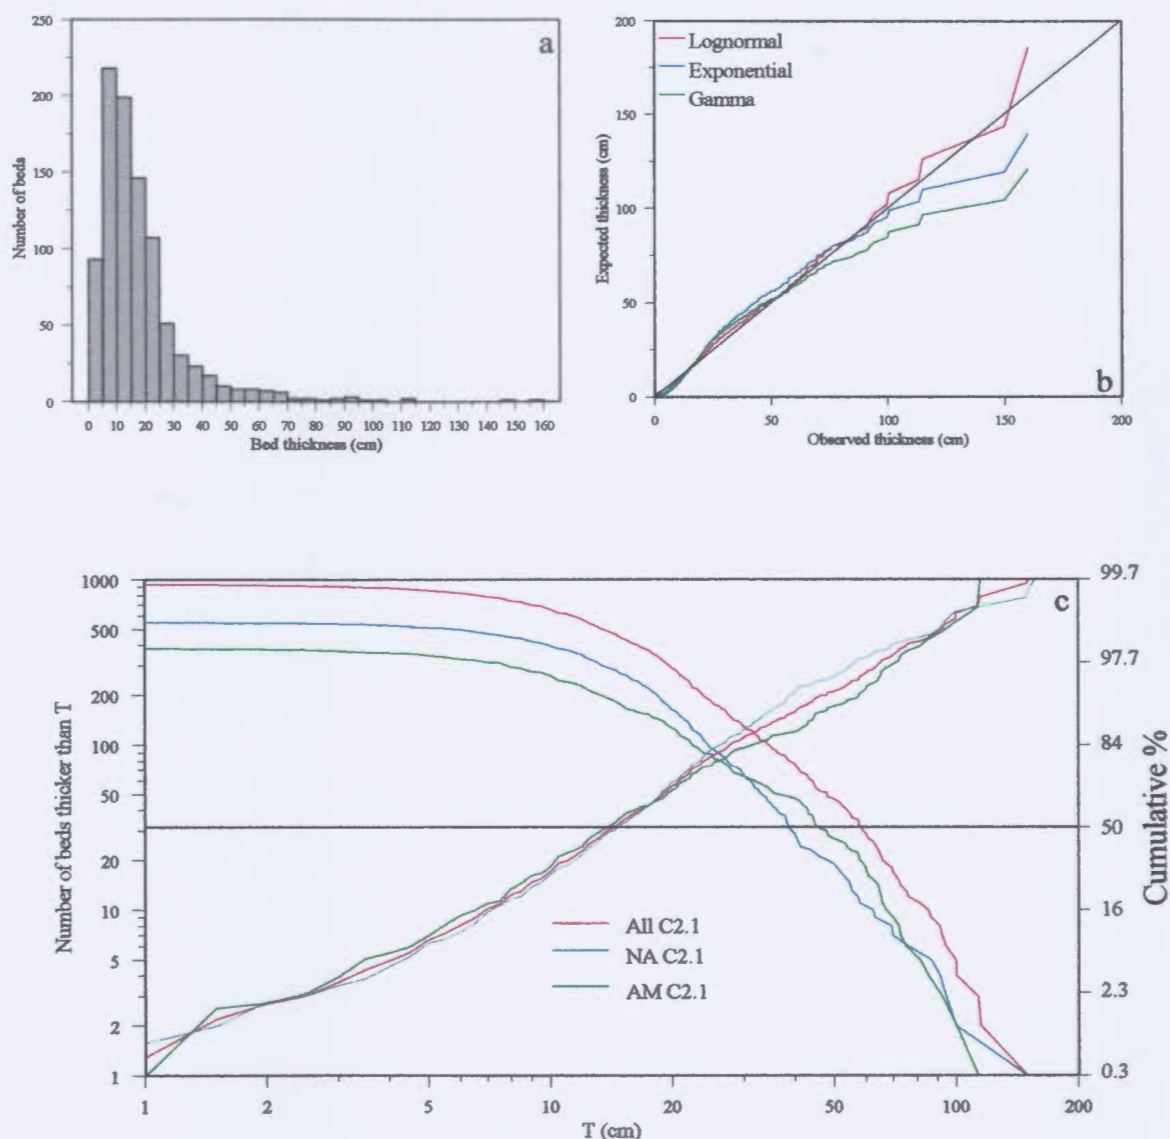 a
250
200
150
100
50
0
Number of beds
0 10 20 30 40 50 60 70 80 90 100 110 120 130 140 150 160
Bed thickness (cm)
Lognormal
Exponential
Gamma
b
200
150
100
50
0
Expected thickness (cm)
0 50 100 150 200
Observed thickness (cm)
c
1000
500
200
100
50
20
10
5
2
1
Number of beds thicker than T
99.7
97.7
84
50
16
2.3
0.3
Cumulative %
All C2.1
NA C2.1
AM C2.1
1 2 5 10 20 50 100 200
T (cm)